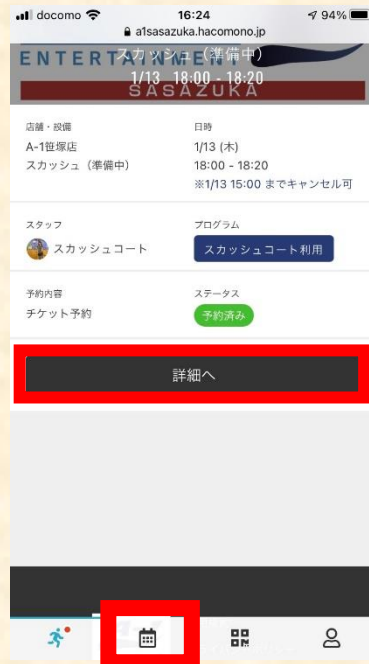 docomo 16:24 94%
a1sasazuka.hacomono.jp
ENTERTAINMENT
スカッシュ（準備中）
1/13 18:00 - 18:20
SASAZUKA
店舗・設備 日時
A-1笹塚店 1/13 (木)
スカッシュ（準備中） 18:00 - 18:20
※1/13 15:00 までキャンセル可
スタッフ プログラム
スカッシュコート スカッシュコート利用
予約内容 ステータス
チケット予約 予約済み
詳細へ